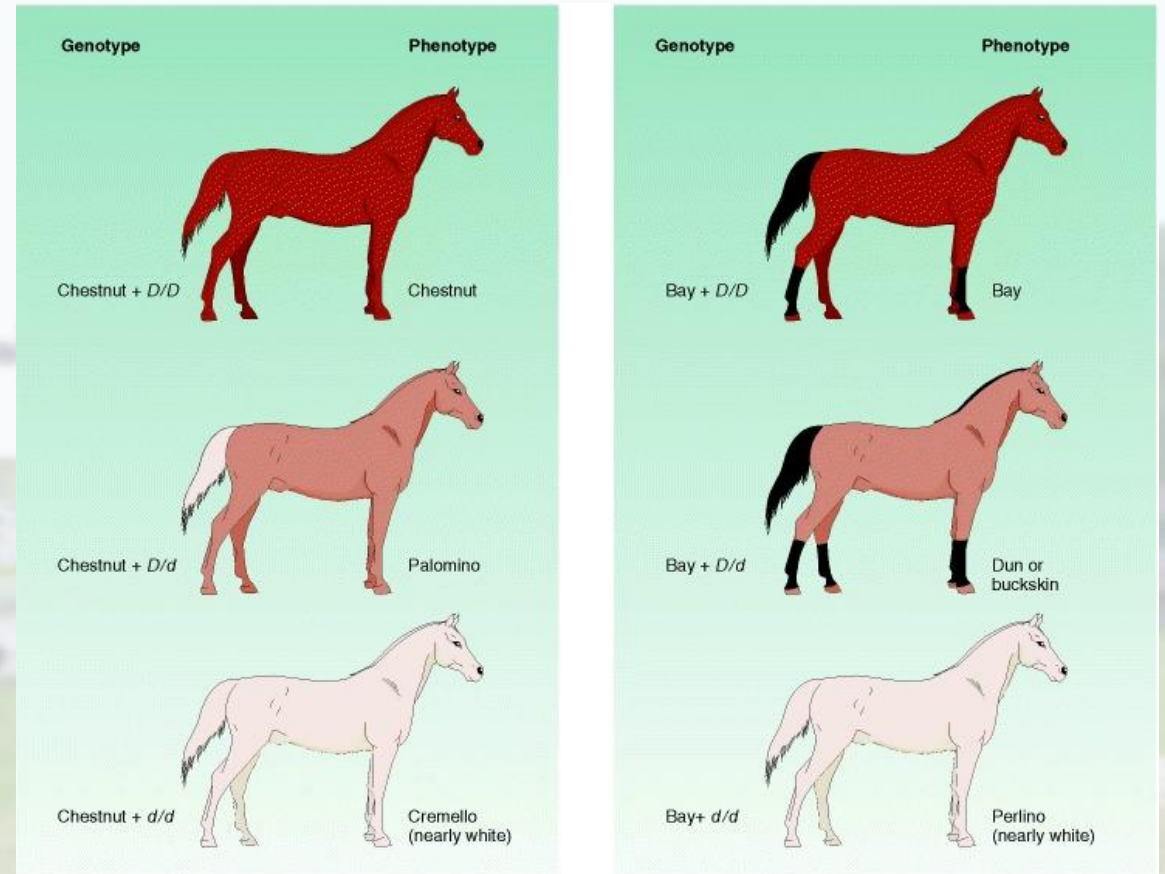 Genotype Phenotype
Chestnut + D/D Chestnut
Chestnut + D/d Palomino
Chestnut + d/d Cremello
(nearly white)
Genotype Phenotype
Bay + D/D Bay
Bay + D/d Dun or
buckskin
Bay+ d/d Perlino
(nearly white)